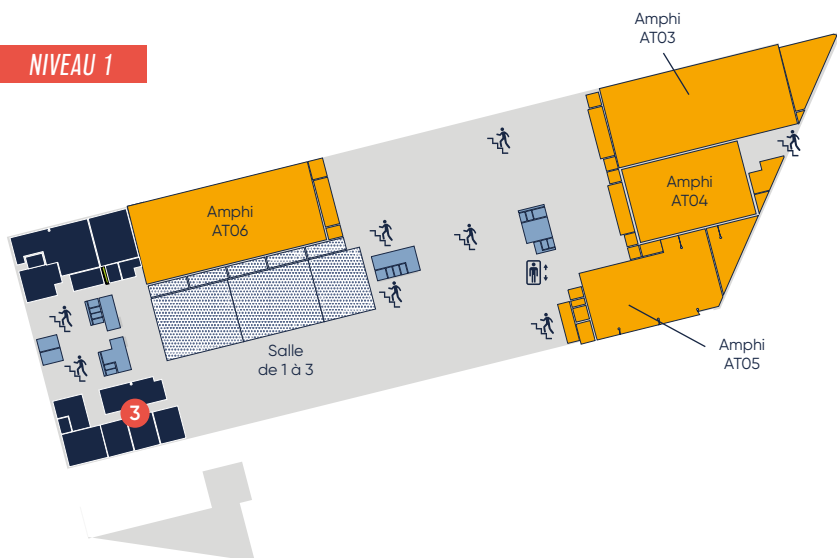 NIVEAU 1
Amphi
AT03
Amphi
AT04
Amphi
AT06
Salle
de 1 à 3
Amphi
AT05
3